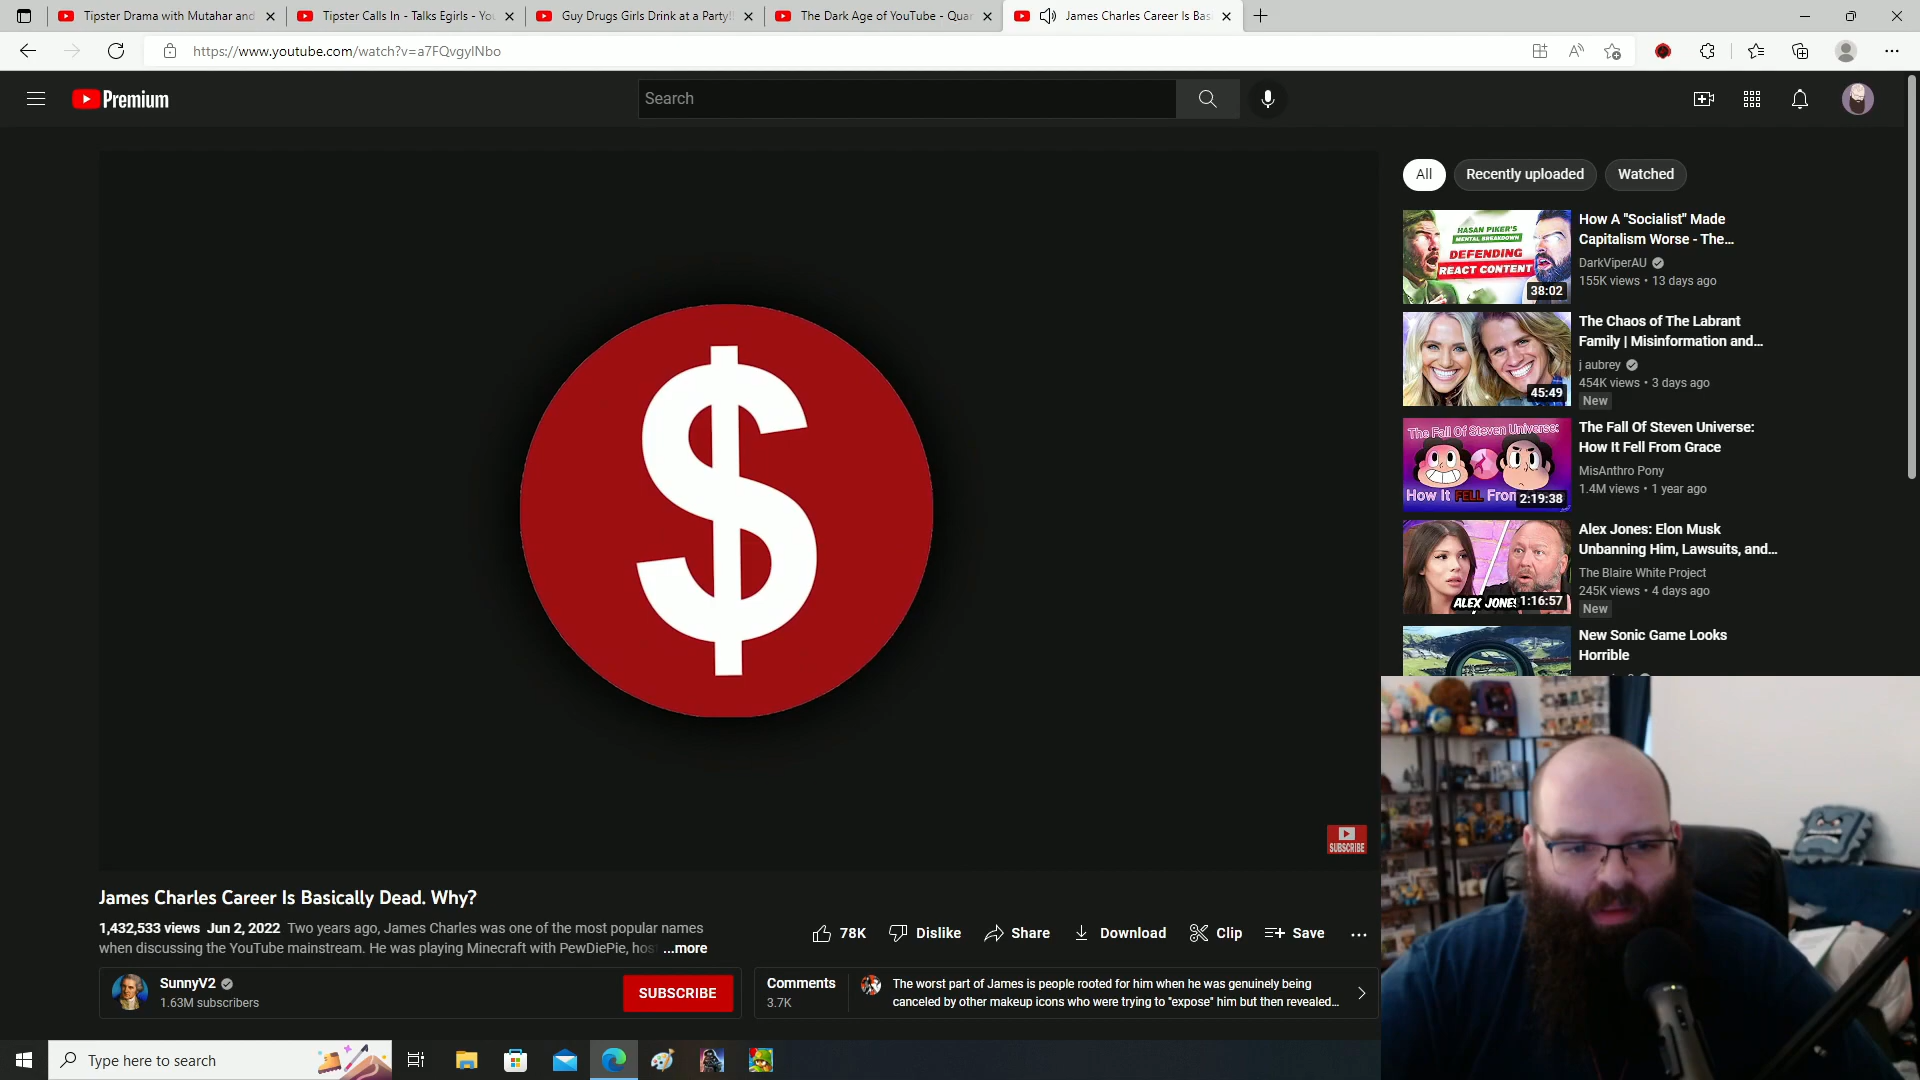 Tipster Drama with Mutahar and
Tipster Calls In - Talks Egirls - You
Guy Drugs Girls Drink at a Party!!
The Dark Age of YouTube - Quar
James Charles Career Is Bas
https://www.youtube.com/watch?v=a7FQvgylNbo
Premium
Search
All
Recently uploaded
Watched
HASAN PIKER'S
MENTAL BREAKDOWN
DEFENDING
REACT CONTENT
38:02
How A "Socialist" Made
Capitalism Worse - The...
DarkViperAU
155K views • 13 days ago
45:49
The Chaos of The Labrant
Family | Misinformation and...
j aubrey
454K views • 3 days ago
New
The Fall Of Steven Universe:
How It FELL From
2:19:38
The Fall Of Steven Universe:
How It Fell From Grace
MisAnthro Pony
1.4M views • 1 year ago
ALEX JONES
1:16:57
Alex Jones: Elon Musk
Unbanning Him, Lawsuits, and...
The Blaire White Project
245K views • 4 days ago
New
New Sonic Game Looks
Horrible
$
SUBSCRIBE
James Charles Career Is Basically Dead. Why?
1,432,533 views Jun 2, 2022 Two years ago, James Charles was one of the most popular names
when discussing the YouTube mainstream. He was playing Minecraft with PewDiePie, hos ...more
78K
Dislike
Share
Download
Clip
Save
SunnyV2
1.63M subscribers
SUBSCRIBE
Comments
3.7K
The worst part of James is people rooted for him when he was genuinely being
canceled by other makeup icons who were trying to "expose" him but then revealed...
Type here to search